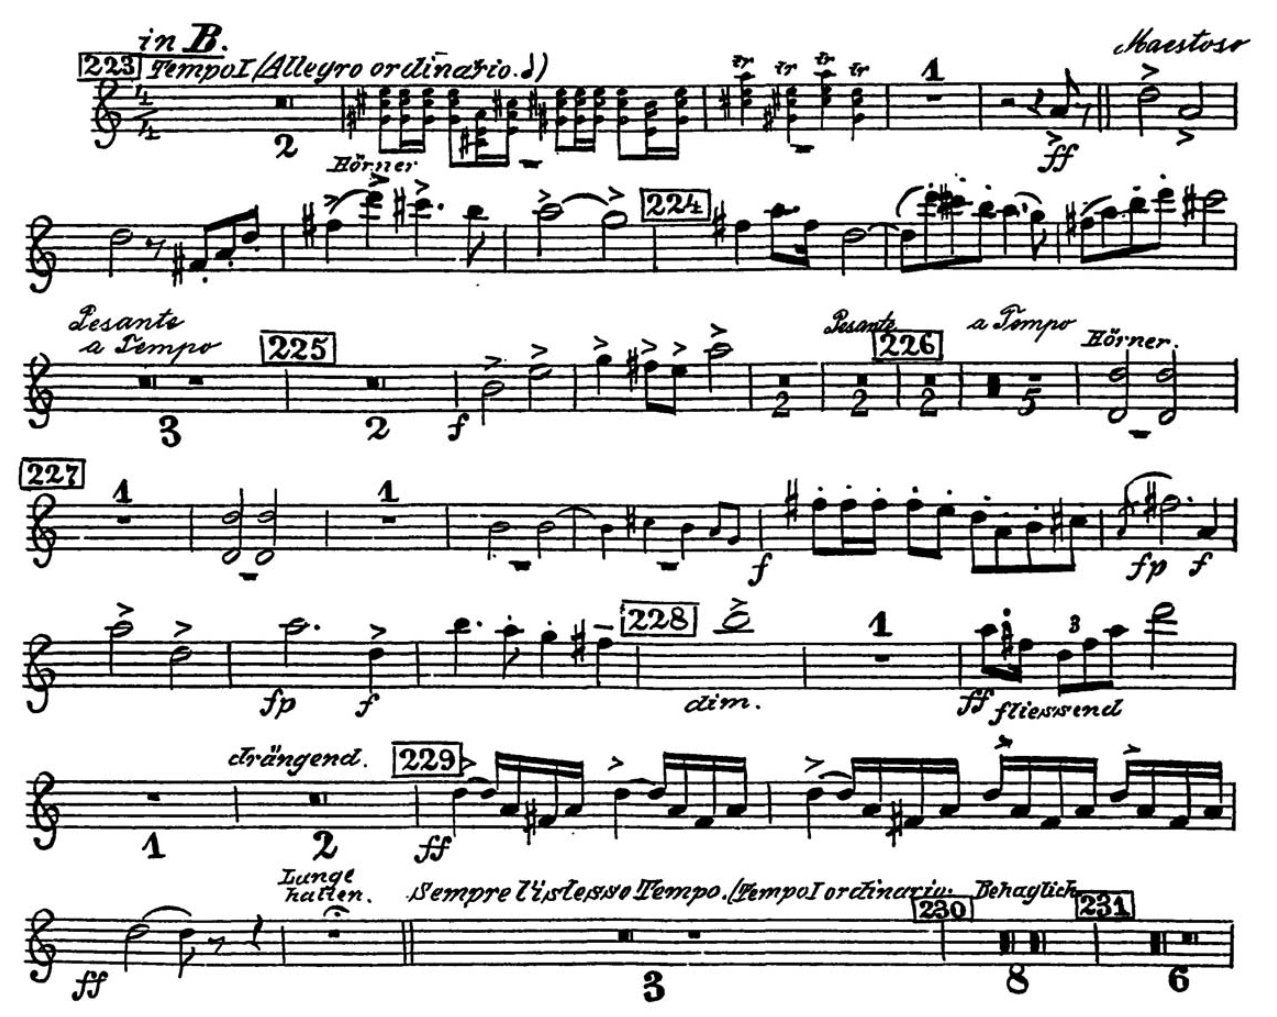 in B.
Maestoso
223 Tempo I (Allegro ordinario.)
4 4
tr tr tr tr
1
2
Hörner
ff
224
Pesante
a Tempo
225
Pesante
226
a Tempo
Hörner.
3
2
f
2
2
2
5
227
1
1
f
fp f
228
1
3
fp f
dim.
ff fliessend
drängend.
229
1
2
ff
Lunge
halten.
Sempre l'istesso Tempo. (Tempo I ordinario.
230
Behaglich
231
ff
3
8
6